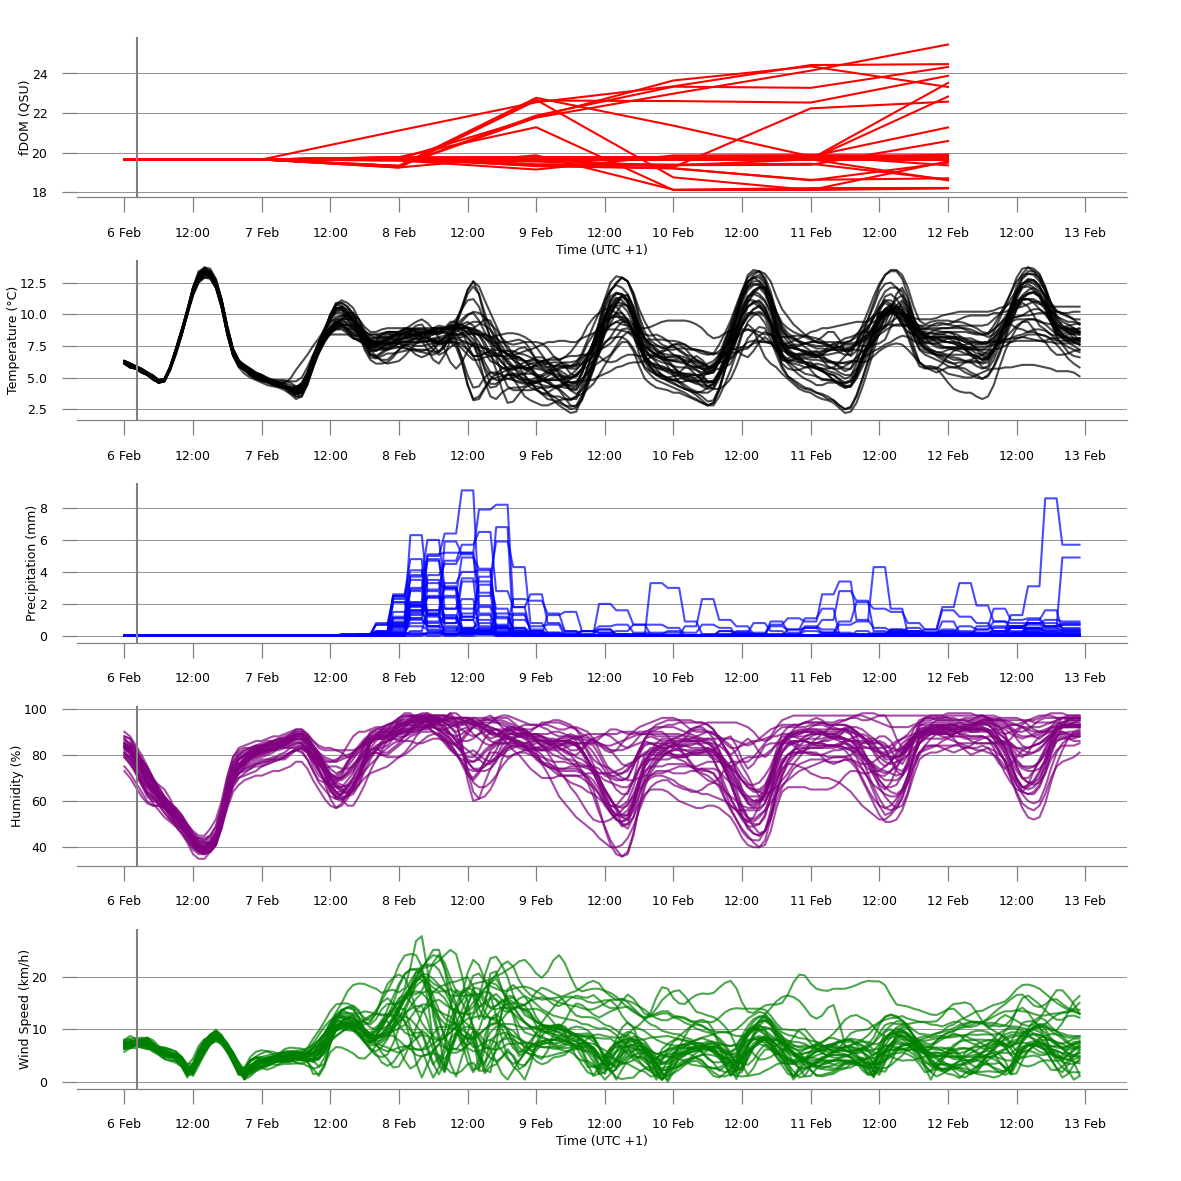 fDOM (QSU)
24
22
20
18
6 Feb 12:00 7 Feb 12:00 8 Feb 12:00 9 Feb 12:00 10 Feb 12:00 11 Feb 12:00 12 Feb 12:00 13 Feb
Time (UTC +1)
Temperature (°C)
12.5
10.0
7.5
5.0
2.5
6 Feb 12:00 7 Feb 12:00 8 Feb 12:00 9 Feb 12:00 10 Feb 12:00 11 Feb 12:00 12 Feb 12:00 13 Feb
Precipitation (mm)
8
6
4
2
0
6 Feb 12:00 7 Feb 12:00 8 Feb 12:00 9 Feb 12:00 10 Feb 12:00 11 Feb 12:00 12 Feb 12:00 13 Feb
Humidity (%)
100
80
60
40
6 Feb 12:00 7 Feb 12:00 8 Feb 12:00 9 Feb 12:00 10 Feb 12:00 11 Feb 12:00 12 Feb 12:00 13 Feb
Wind Speed (km/h)
20
10
0
6 Feb 12:00 7 Feb 12:00 8 Feb 12:00 9 Feb 12:00 10 Feb 12:00 11 Feb 12:00 12 Feb 12:00 13 Feb
Time (UTC +1)